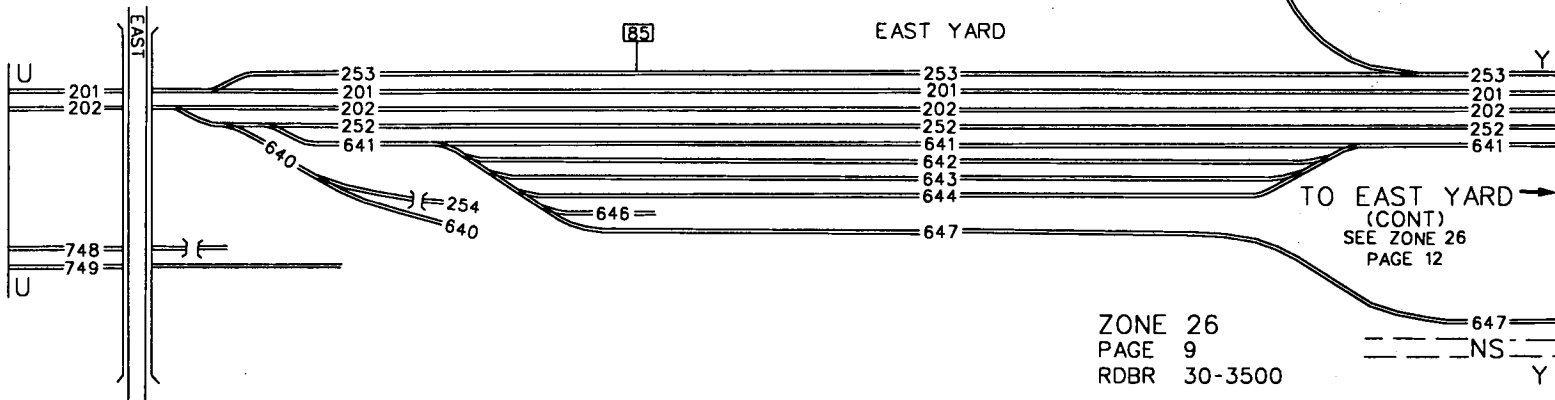 EAST
85
EAST YARD
U
Y
253 253 253
201 201 201 201
202 202 202 202
252 252
640 641 641 641
642
643
254 644
640 646
647
748
749
U
TO EAST YARD
(CONT)
SEE ZONE 26
PAGE 12
647
NS
Y
ZONE 26
PAGE 9
RDBR 30-3500